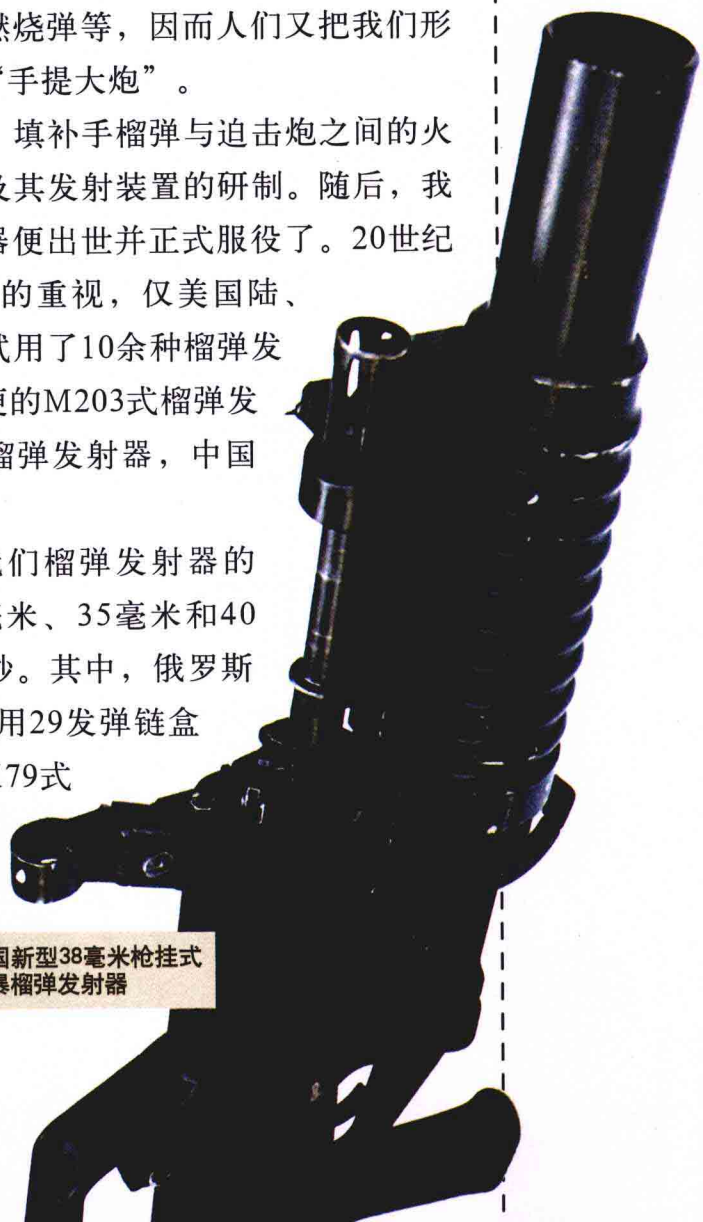 燃烧弹等，因而人们又把我们形
“手提大炮”。
填补手榴弹与迫击炮之间的火
及其发射装置的研制。随后，我
器便出世并正式服役了。20世纪
的重视，仅美国陆、
式用了10余种榴弹发
便的M203式榴弹发
榴弹发射器，中国
我们榴弹发射器的
毫米、35毫米和40
秒。其中，俄罗斯
用29发弹链盒
79式
国新型38毫米枪挂式
暴榴弹发射器